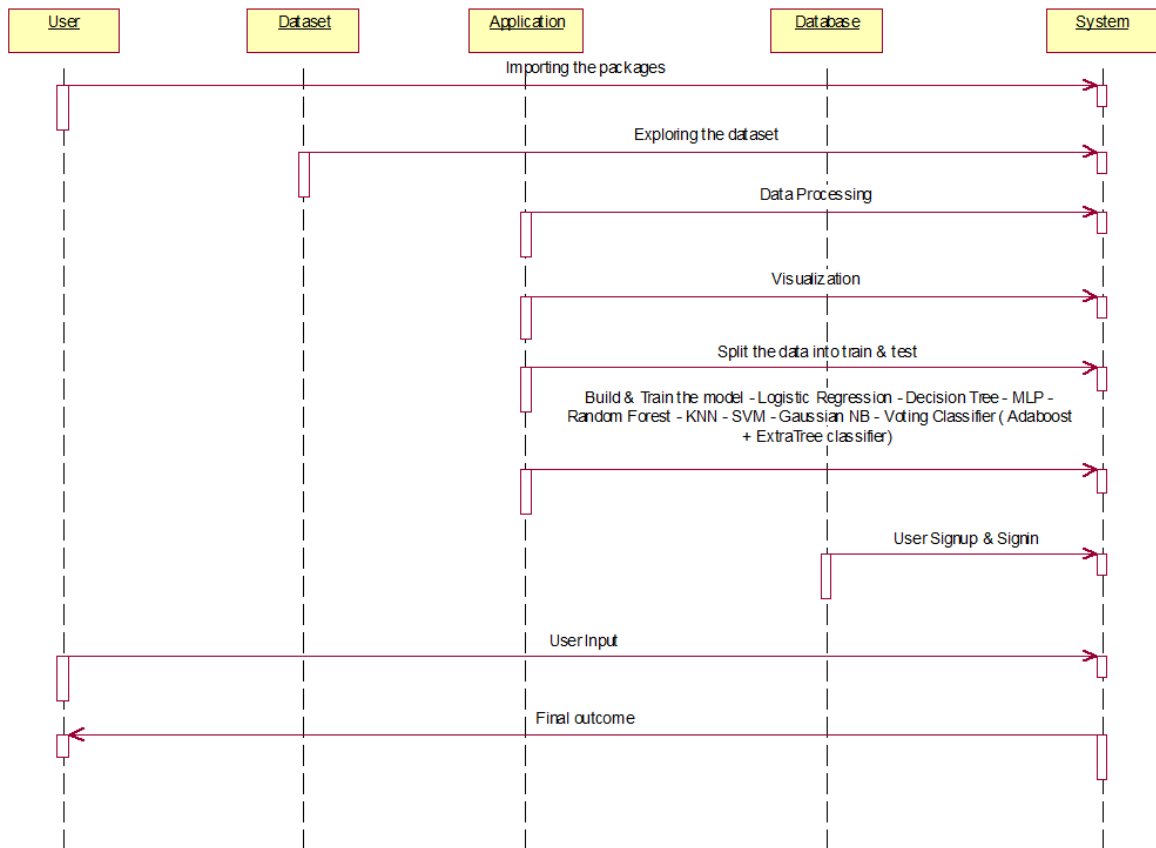 User
Dataset
Application
Database
System
Importing the packages
Exploring the dataset
Data Processing
Visualization
Split the data into train & test
Build & Train the model - Logistic Regression - Decision Tree - MLP -
Random Forest - KNN - SVM - Gaussian NB - Voting Classifier ( Adaboost
+ ExtraTree classifier)
User Signup & Signin
User Input
Final outcome